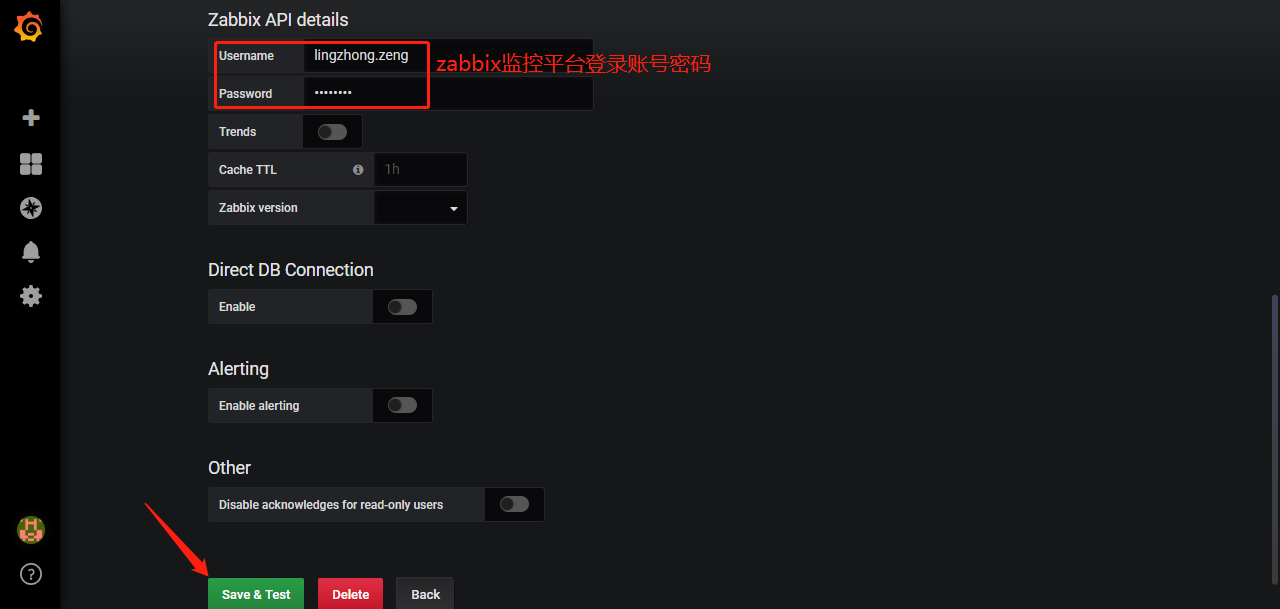 Zabbix API details
Username lingzhong.zeng
zabbix监控平台登录账号密码
Password ••••••••
Trends
Cache TTL 1h
Zabbix version
Direct DB Connection
Enable
Alerting
Enable alerting
Other
Disable acknowledges for read-only users
Save & Test Delete Back